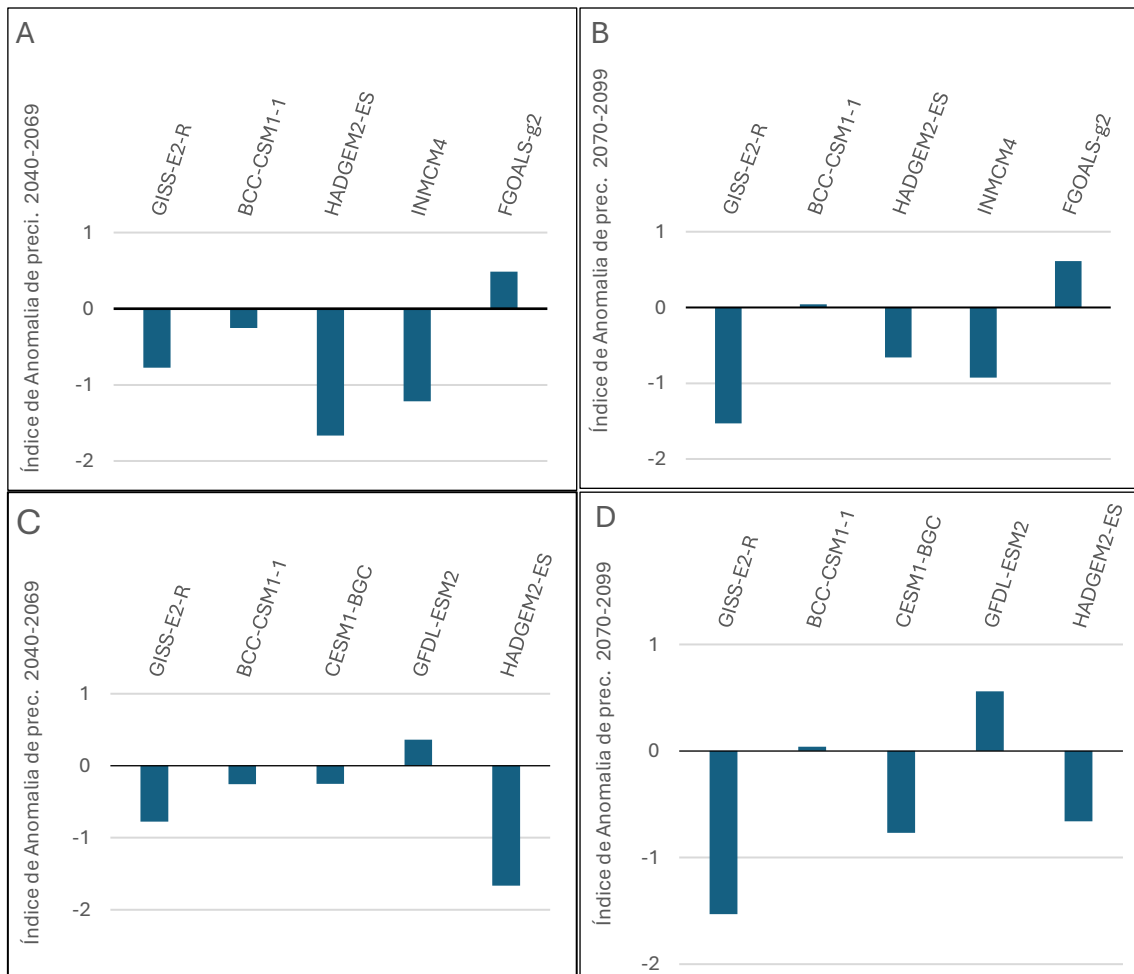 A
Índice de Anomalia de preci. 2040-2069
GISS-E2-R
BCC-CSM1-1
HADGEM2-ES
INMCM4
FGOALS-g2
1
0
-1
-2
B
Índice de Anomalia de prec. 2070-2099
GISS-E2-R
BCC-CSM1-1
HADGEM2-ES
INMCM4
FGOALS-g2
1
0
-1
-2
C
Índice de Anomalia de prec. 2040-2069
GISS-E2-R
BCC-CSM1-1
CESM1-BGC
GFDL-ESM2
HADGEM2-ES
1
0
-1
-2
D
Índice de Anomalia de prec. 2070-2099
GISS-E2-R
BCC-CSM1-1
CESM1-BGC
GFDL-ESM2
HADGEM2-ES
1
0
-1
-2